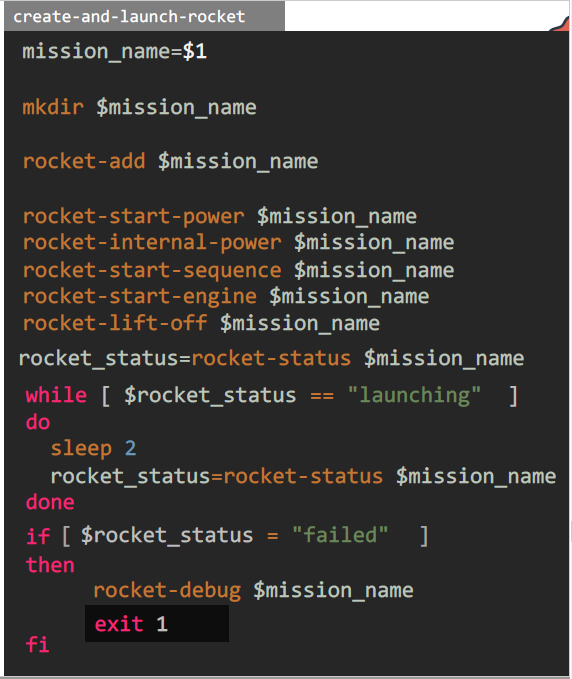 create-and-launch-rocket
mission_name=$1
mkdir $mission_name
rocket-add $mission_name
rocket-start-power $mission_name
rocket-internal-power $mission_name
rocket-start-sequence $mission_name
rocket-start-engine $mission_name
rocket-lift-off $mission_name
rocket_status=rocket-status $mission_name
while [ $rocket_status == "launching" ]
do
sleep 2
rocket_status=rocket-status $mission_name
done
if [ $rocket_status = "failed" ]
then
rocket-debug $mission_name
exit 1
fi